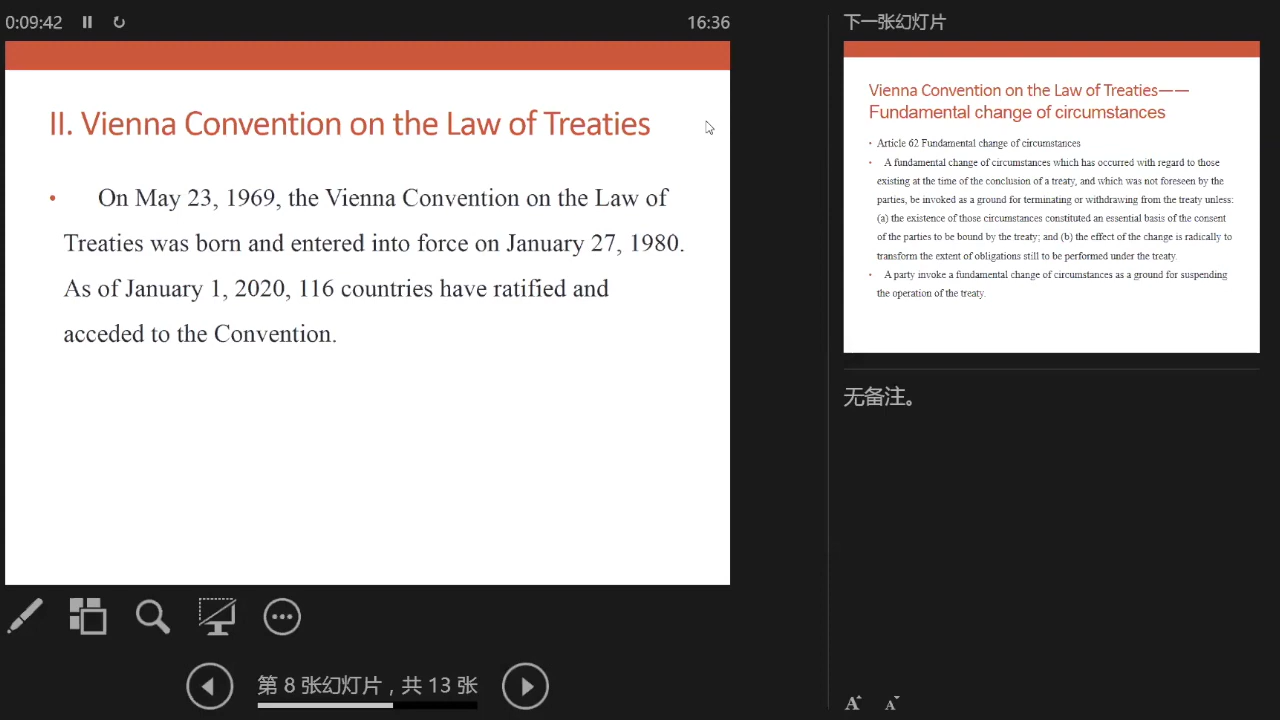 0:09:42
16:36
II. Vienna Convention on the Law of Treaties
• On May 23, 1969, the Vienna Convention on the Law of
Treaties was born and entered into force on January 27, 1980.
As of January 1, 2020, 116 countries have ratified and
acceded to the Convention.
第 8 张幻灯片，共 13 张
下一张幻灯片
Vienna Convention on the Law of Treaties——
Fundamental change of circumstances
• Article 62 Fundamental change of circumstances
• A fundamental change of circumstances which has occurred with regard to those
existing at the time of the conclusion of a treaty, and which was not foreseen by the
parties, be invoked as a ground for terminating or withdrawing from the treaty unless:
(a) the existence of those circumstances constituted an essential basis of the consent
of the parties to be bound by the treaty; and (b) the effect of the change is radically to
transform the extent of obligations still to be performed under the treaty.
• A party invoke a fundamental change of circumstances as a ground for suspending
the operation of the treaty.
无备注。
A A